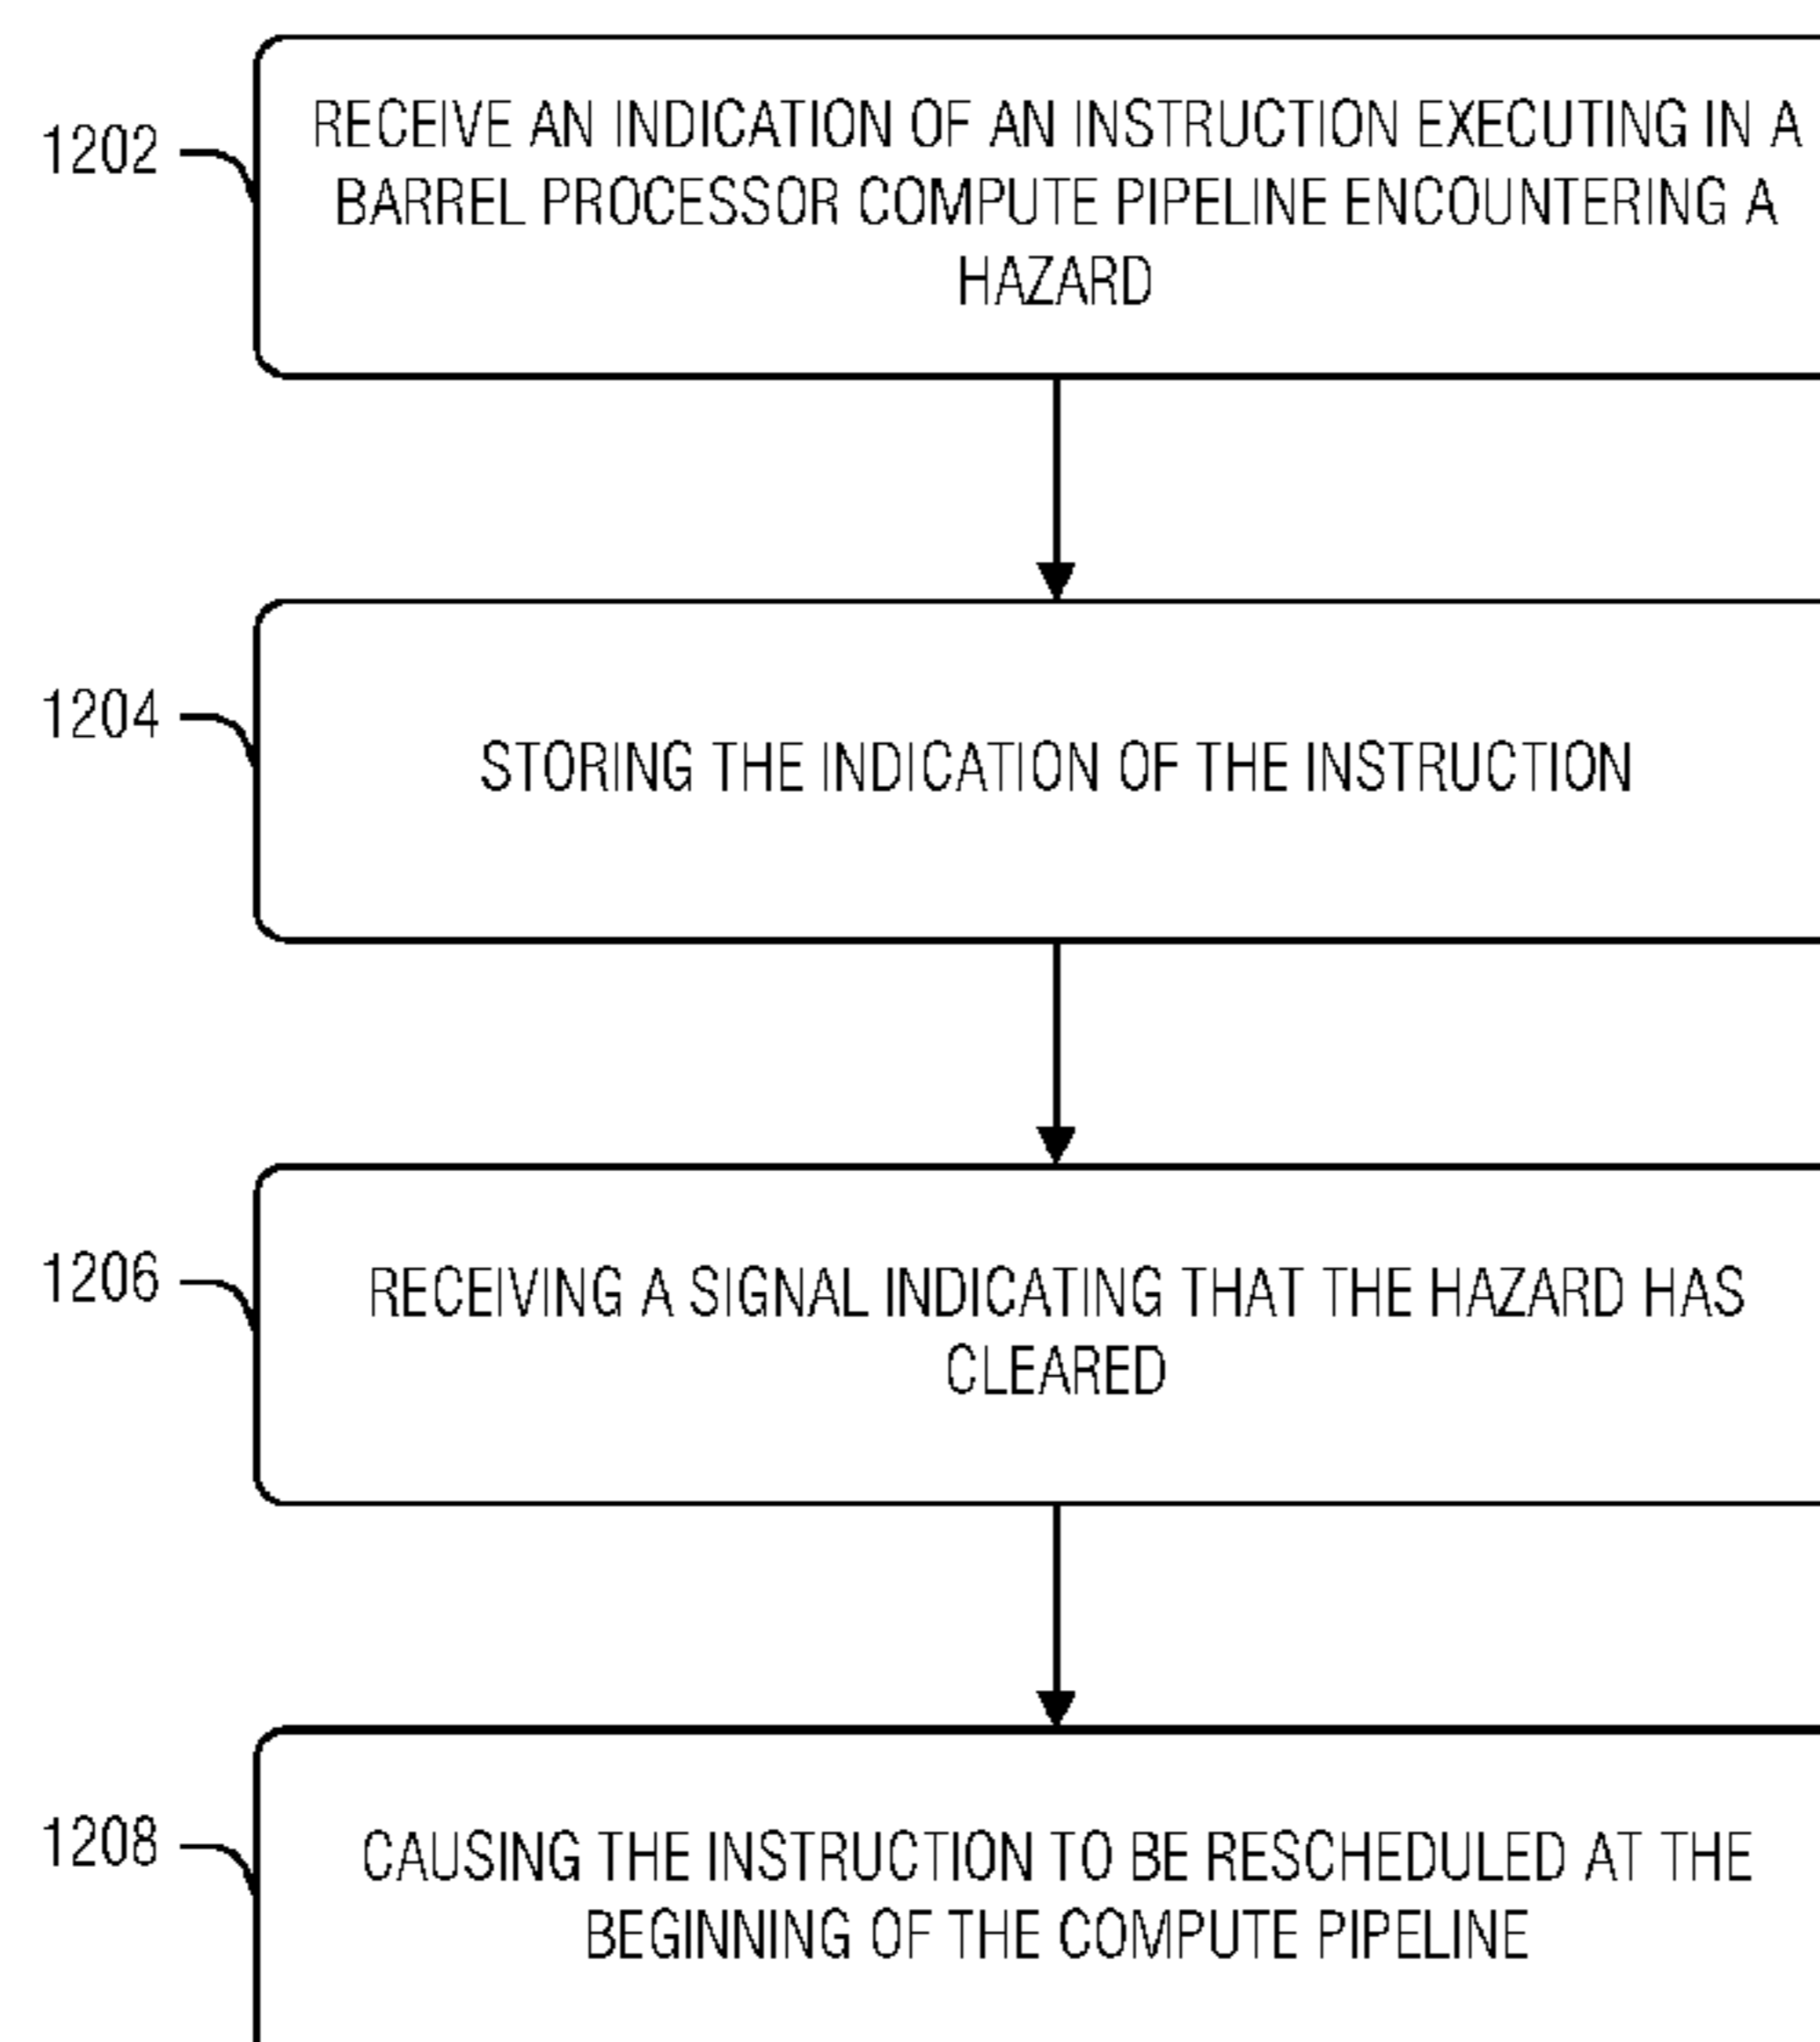 1202
RECEIVE AN INDICATION OF AN INSTRUCTION EXECUTING IN A
BARREL PROCESSOR COMPUTE PIPELINE ENCOUNTERING A
HAZARD
1204
STORING THE INDICATION OF THE INSTRUCTION
1206
RECEIVING A SIGNAL INDICATING THAT THE HAZARD HAS
CLEARED
1208
CAUSING THE INSTRUCTION TO BE RESCHEDULED AT THE
BEGINNING OF THE COMPUTE PIPELINE